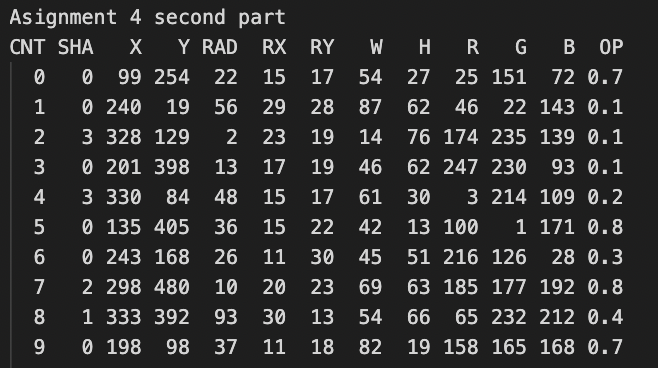 Asignment 4 second part
CNT SHA X Y RAD RX RY W H R G B OP
0 0 99 254 22 15 17 54 27 25 151 72 0.7
1 0 240 19 56 29 28 87 62 46 22 143 0.1
2 3 328 129 2 23 19 14 76 174 235 139 0.1
3 0 201 398 13 17 19 46 62 247 230 93 0.1
4 3 330 84 48 15 17 61 30 3 214 109 0.2
5 0 135 405 36 15 22 42 13 100 1 171 0.8
6 0 243 168 26 11 30 45 51 216 126 28 0.3
7 2 298 480 10 20 23 69 63 185 177 192 0.8
8 1 333 392 93 30 13 54 66 65 232 212 0.4
9 0 198 98 37 11 18 82 19 158 165 168 0.7